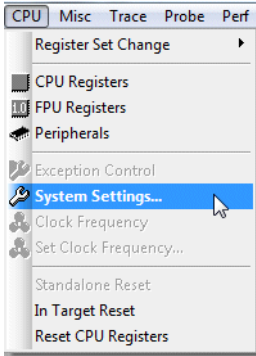 CPU Misc Trace Probe Perf
Register Set Change
CPU Registers
1.0 FPU Registers
Peripherals
Exception Control
System Settings...
Clock Frequency
Set Clock Frequency...
Standalone Reset
In Target Reset
Reset CPU Registers